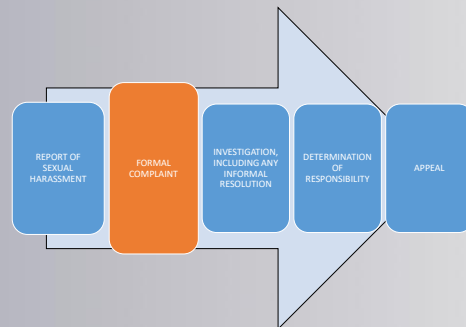 REPORT OF
SEXUAL
HARASSMENT
FORMAL
COMPLAINT
INVESTIGATION,
INCLUDING ANY
INFORMAL
RESOLUTION
DETERMINATION
OF
RESPONSIBILITY
APPEAL